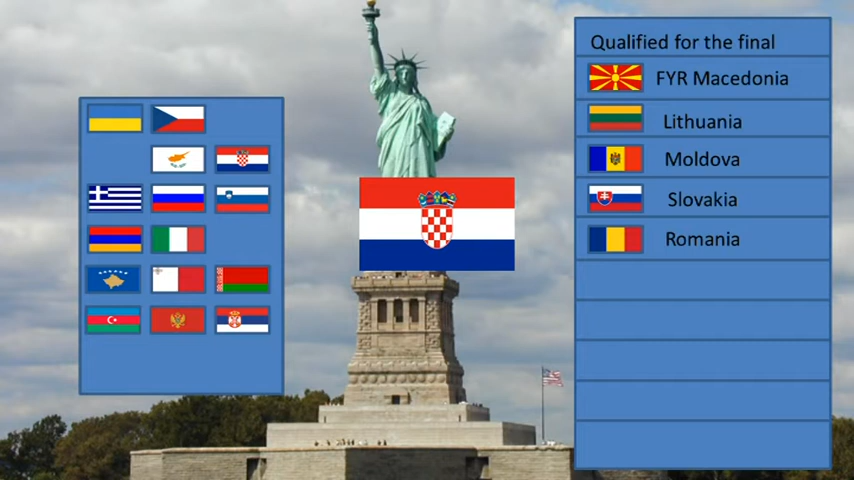 Qualified for the final
FYR Macedonia
Lithuania
Moldova
Slovakia
Romania